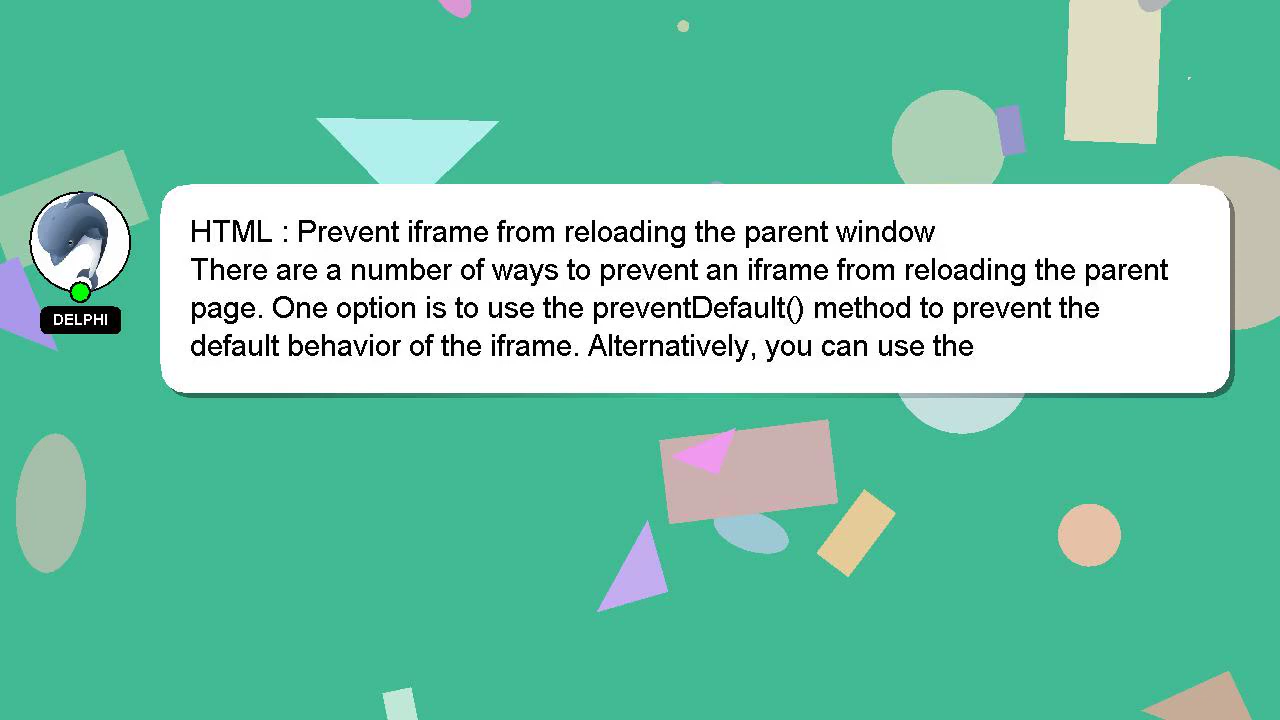 HTML : Prevent iframe from reloading the parent window
There are a number of ways to prevent an iframe from reloading the parent
page. One option is to use the preventDefault() method to prevent the
default behavior of the iframe. Alternatively, you can use the
DELPHI